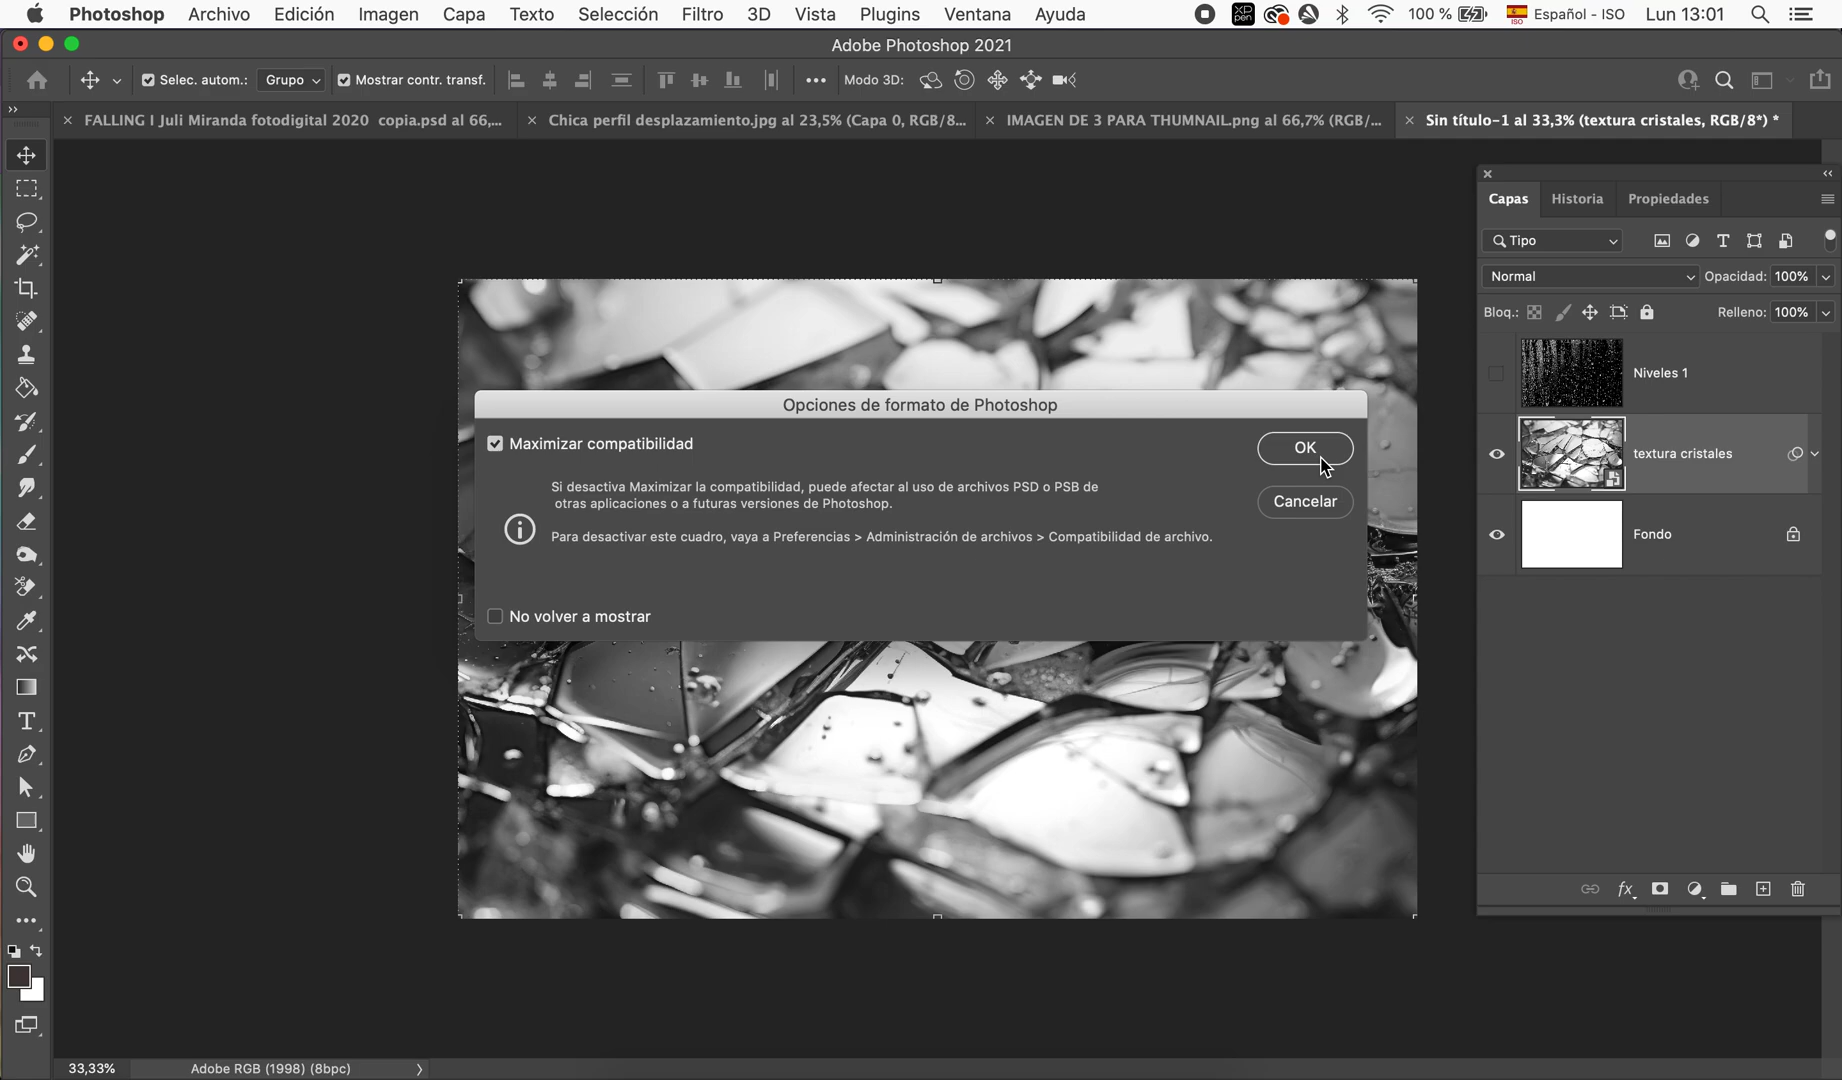 Photoshop Archivo Edición Imagen Capa Texto Selección Filtro 3D Vista Plugins Ventana Ayuda XP pen 100 % ISO Español - ISO Lun 13:01
Adobe Photoshop 2021
Selec. autom.: Grupo Mostrar contr. transf. Modo 3D:
FALLING I Juli Miranda fotodigital 2020 copia.psd al 66,... Chica perfil desplazamiento.jpg al 23,5% (Capa 0, RGB/8... IMAGEN DE 3 PARA THUMNAIL.png al 66,7% (RGB/... Sin título-1 al 33,3% (textura cristales, RGB/8*) *
Capas Historia Propiedades
Tipo
Normal Opacidad: 100%
Bloq.: Relleno: 100%
Niveles 1
textura cristales
Fondo
Opciones de formato de Photoshop
Maximizar compatibilidad
OK
Si desactiva Maximizar la compatibilidad, puede afectar al uso de archivos PSD o PSB de
otras aplicaciones o a futuras versiones de Photoshop.
Cancelar
Para desactivar este cuadro, vaya a Preferencias > Administración de archivos > Compatibilidad de archivo.
No volver a mostrar
fx
33,33% Adobe RGB (1998) (8bpc)